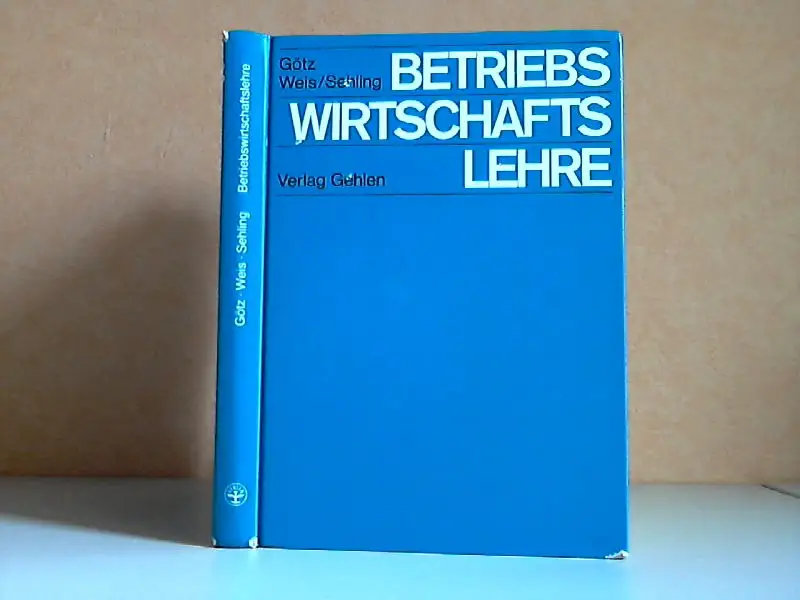 Götz
Weis/Sehling
BETRIEBS
WIRTSCHAFTS
LEHRE
Verlag Gehlen
Götz · Weis · Sehling Betriebswirtschaftslehre